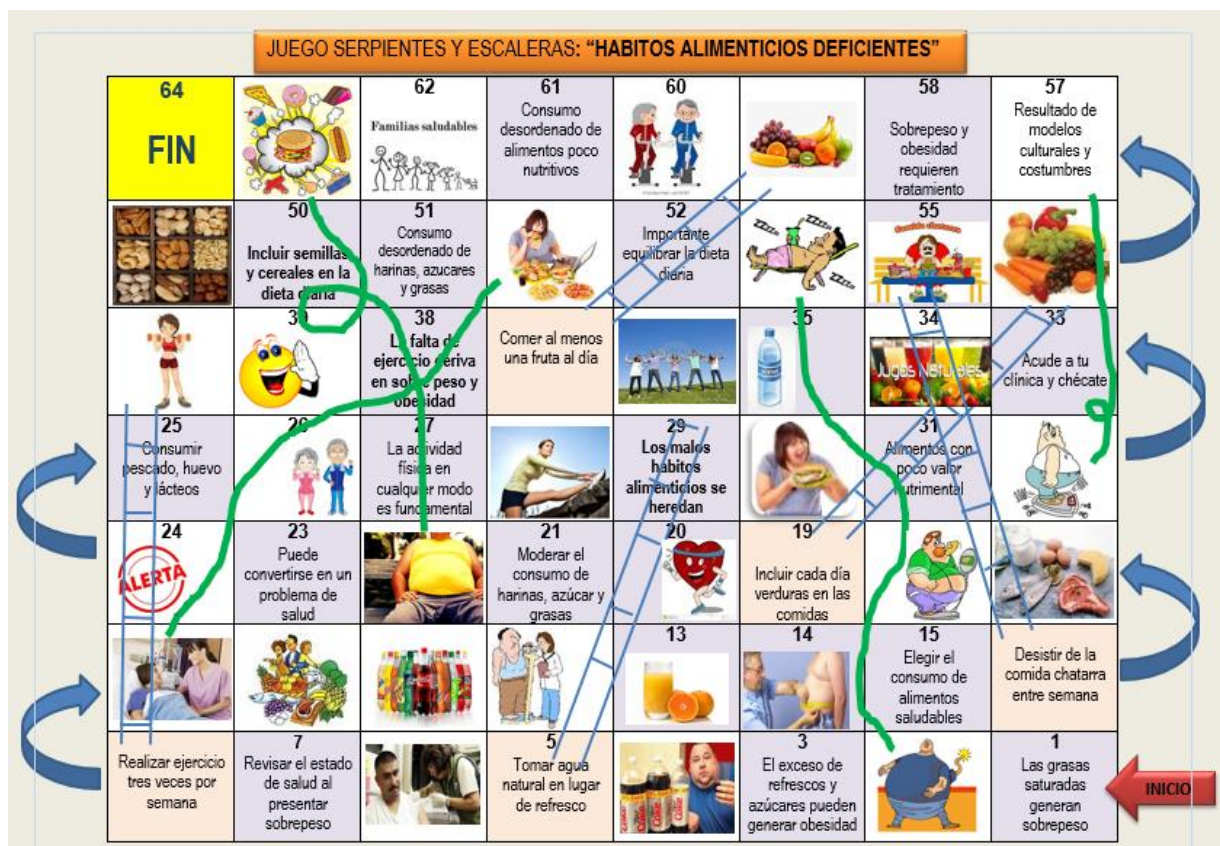 JUEGO SERPIENTES Y ESCALERAS: “HABITOS ALIMENTICIOS DEFICIENTES”
64
FIN
62
Familias saludables
61
Consumo
desordenado de
alimentos poco
nutritivos
60
58
Sobrepeso y
obesidad
requieren
tratamiento
57
Resultado de
modelos
culturales y
costumbres
50
Incluir semillas
y cereales en la
dieta diaria
51
Consumo
desordenado de
harinas, azucares
y grasas
52
Importante
equilibrar la dieta
diaria
ZZZZ
ZZZZ
ZZZZ
55
Comida chatarra
39
38
La falta de
ejercicio deriva
en sobre peso y
obesidad
Comer al menos
una fruta al día
35
34
Jugos Naturales
33
Acude a tu
clínica y chécate
25
Consumir
pescado, huevo
y lácteos
26
27
La actividad
física en
cualquier modo
es fundamental
29
Los malos
hábitos
alimenticios se
heredan
31
Alimentos con
poco valor
nutrimental
24
ALERTA
23
Puede
convertirse en un
problema de
salud
21
Moderar el
consumo de
harinas, azúcar y
grasas
20
19
Incluir cada día
verduras en las
comidas
13
14
15
Elegir el
consumo de
alimentos
saludables
Desistir de la
comida chatarra
entre semana
Realizar ejercicio
tres veces por
semana
7
Revisar el estado
de salud al
presentar
sobrepeso
5
Tomar agua
natural en lugar
de refresco
3
El exceso de
refrescos y
azúcares pueden
generar obesidad
1
Las grasas
saturadas
generan
sobrepeso
INICIO